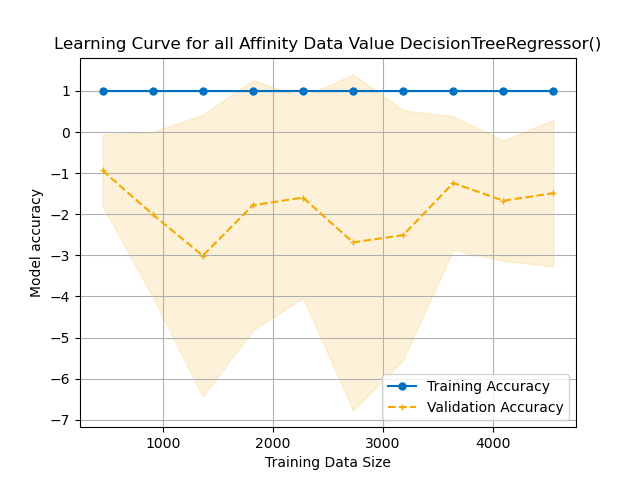 Learning Curve for all Affinity Data Value DecisionTreeRegressor()
1
0
−1
−2
−3
−4
−5
−6
−7
Model accuracy
Training Accuracy
Validation Accuracy
1000 2000 3000 4000
Training Data Size